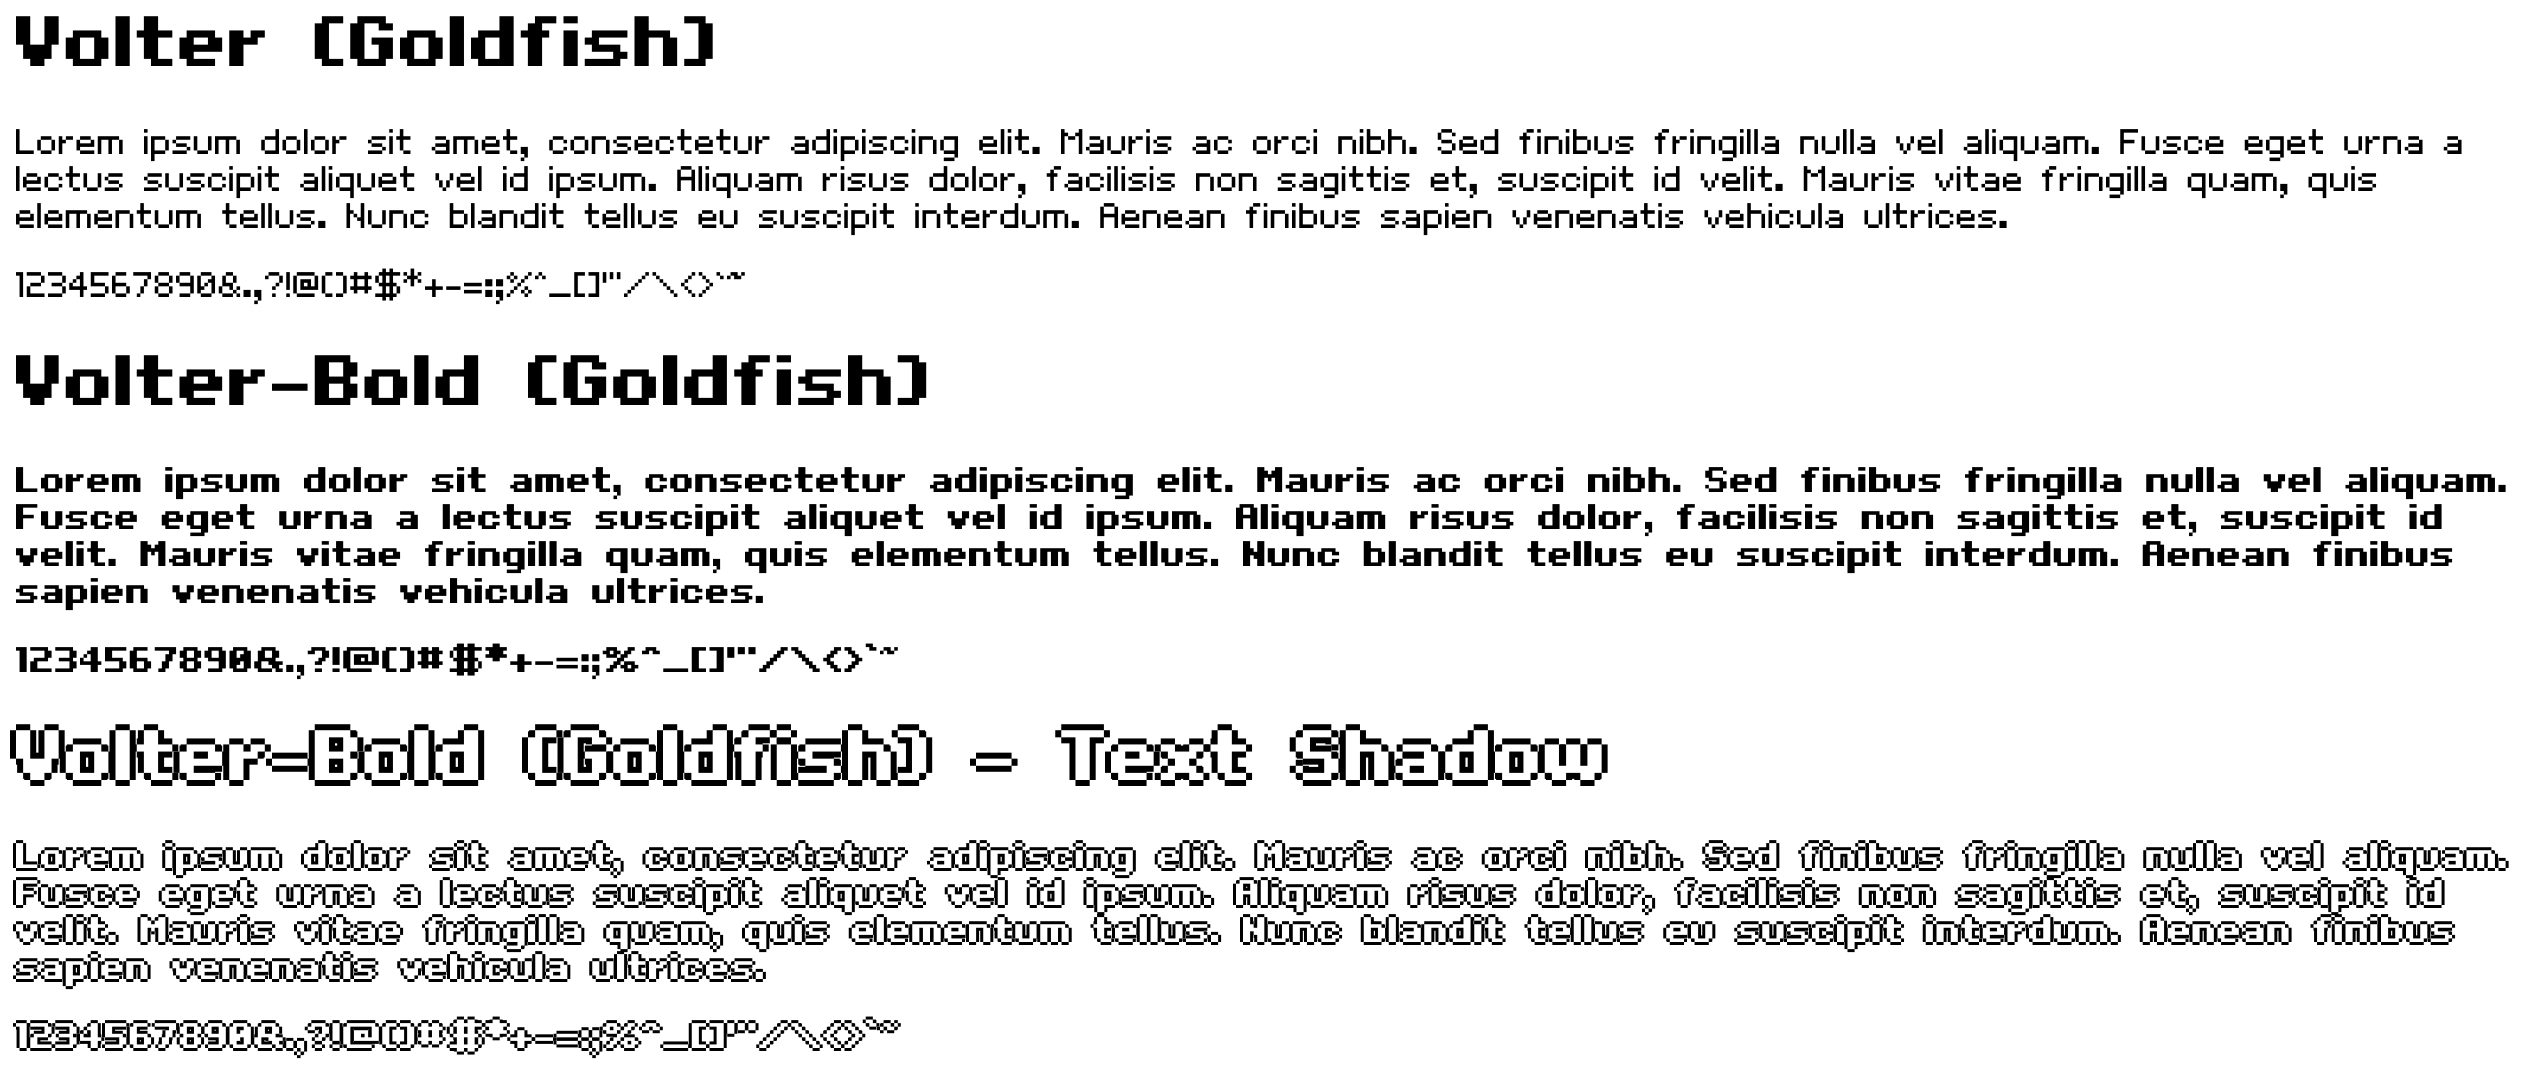 Volter (Goldfish)
Lorem ipsum dolor sit amet, consectetur adipiscing elit. Mauris ac orci nibh. Sed finibus fringilla nulla vel aliquam. Fusce eget urna a
lectus suscipit aliquet vel id ipsum. Aliquam risus dolor, facilisis non sagittis et, suscipit id velit. Mauris vitae fringilla quam, quis
elementum tellus. Nunc blandit tellus eu suscipit interdum. Aenean finibus sapien venenatis vehicula ultrices.
1234567890&.,?!@()#$*+-=:;%^_[]'"/\<>`~
Volter-Bold (Goldfish)
Lorem ipsum dolor sit amet, consectetur adipiscing elit. Mauris ac orci nibh. Sed finibus fringilla nulla vel aliquam.
Fusce eget urna a lectus suscipit aliquet vel id ipsum. Aliquam risus dolor, facilisis non sagittis et, suscipit id
velit. Mauris vitae fringilla quam, quis elementum tellus. Nunc blandit tellus eu suscipit interdum. Aenean finibus
sapien venenatis vehicula ultrices.
1234567890&.,?!@()#$*+-=:;%^_[]'"/\<>`~
Volter-Bold (Goldfish) - Text Shadow
Lorem ipsum dolor sit amet, consectetur adipiscing elit. Mauris ac orci nibh. Sed finibus fringilla nulla vel aliquam.
Fusce eget urna a lectus suscipit aliquet vel id ipsum. Aliquam risus dolor, facilisis non sagittis et, suscipit id
velit. Mauris vitae fringilla quam, quis elementum tellus. Nunc blandit tellus eu suscipit interdum. Aenean finibus
sapien venenatis vehicula ultrices.
1234567890&.,?!@()#$*+-=:;%^_[]'"/\<>`~